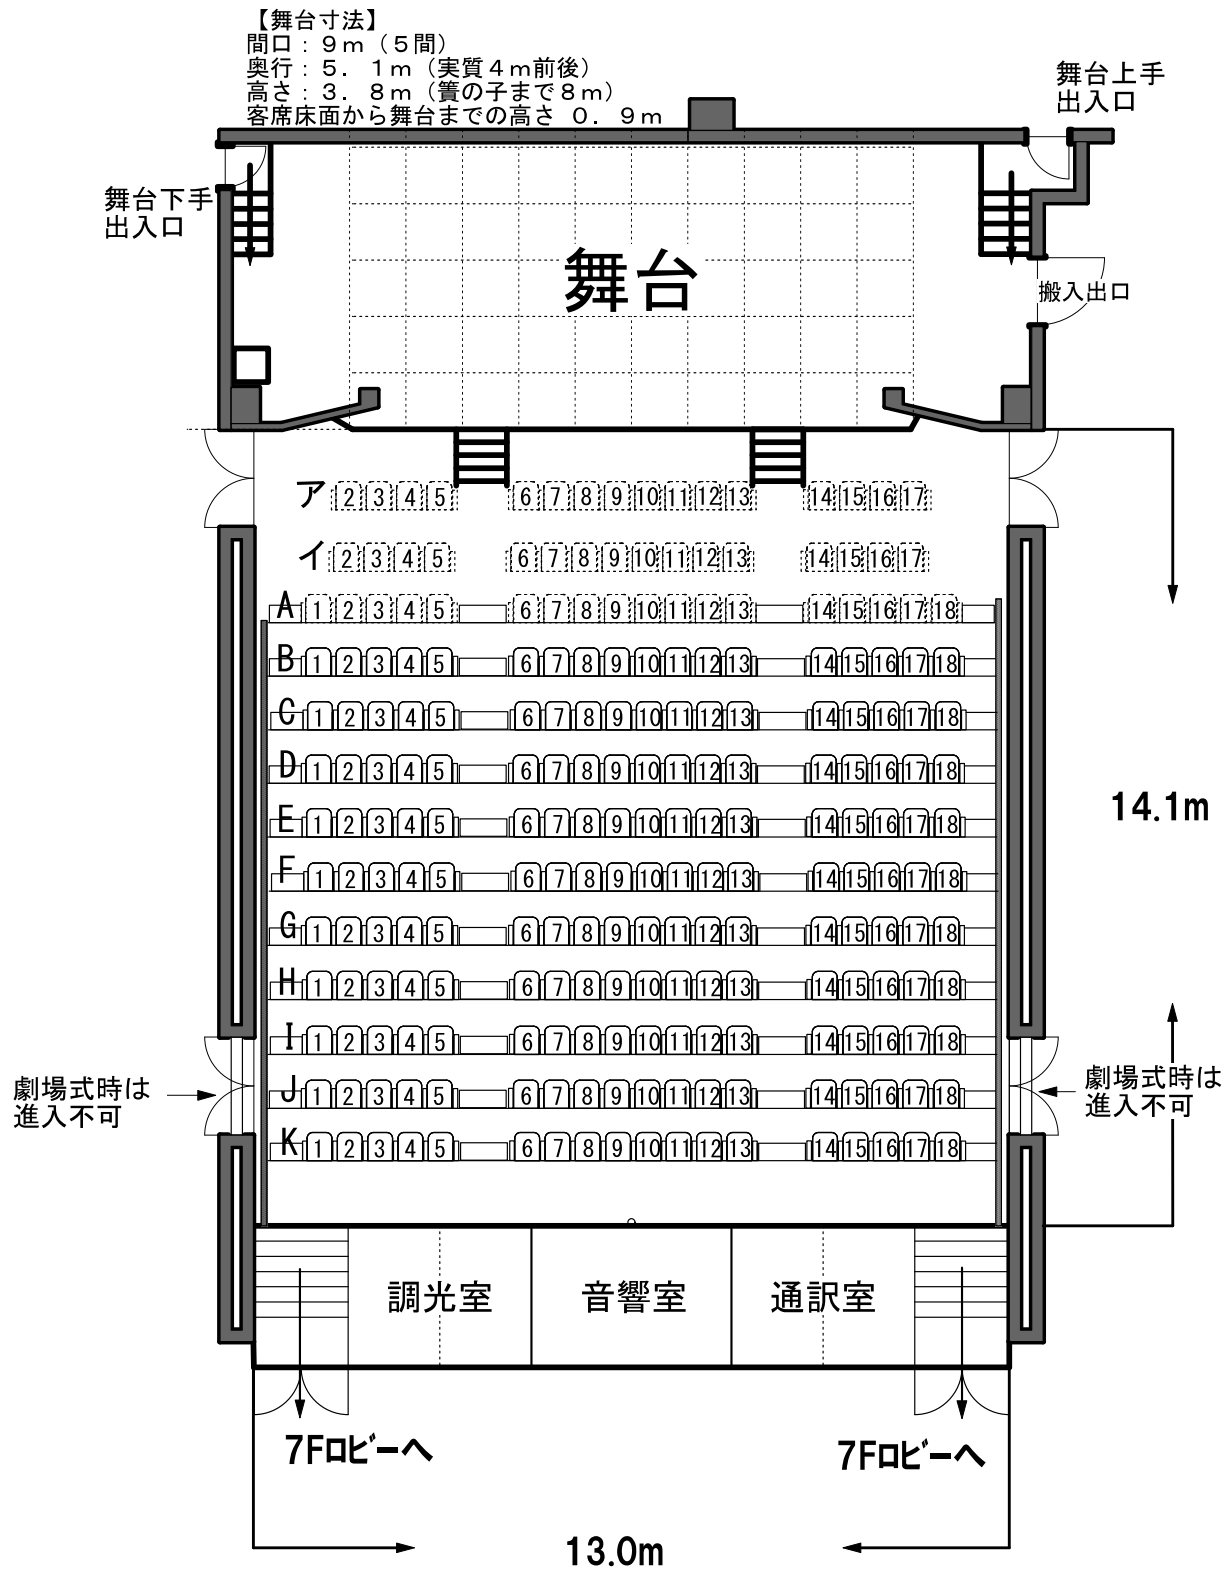 【舞台寸法】
間口：９ｍ（５間）
奥行：５．１ｍ（実質４ｍ前後）
高さ：３．８ｍ（簀の子まで８ｍ）
客席床面から舞台までの高さ ０．９ｍ
舞台上手
出入口
舞台下手
出入口
舞台
搬入出口
ア 2 3 4 5 6 7 8 9 10 11 12 13 14 15 16 17
イ 2 3 4 5 6 7 8 9 10 11 12 13 14 15 16 17
A 1 2 3 4 5 6 7 8 9 10 11 12 13 14 15 16 17 18
B 1 2 3 4 5 6 7 8 9 10 11 12 13 14 15 16 17 18
C 1 2 3 4 5 6 7 8 9 10 11 12 13 14 15 16 17 18
D 1 2 3 4 5 6 7 8 9 10 11 12 13 14 15 16 17 18
E 1 2 3 4 5 6 7 8 9 10 11 12 13 14 15 16 17 18
14.1m
F 1 2 3 4 5 6 7 8 9 10 11 12 13 14 15 16 17 18
G 1 2 3 4 5 6 7 8 9 10 11 12 13 14 15 16 17 18
H 1 2 3 4 5 6 7 8 9 10 11 12 13 14 15 16 17 18
I 1 2 3 4 5 6 7 8 9 10 11 12 13 14 15 16 17 18
J 1 2 3 4 5 6 7 8 9 10 11 12 13 14 15 16 17 18
K 1 2 3 4 5 6 7 8 9 10 11 12 13 14 15 16 17 18
劇場式時は
進入不可
劇場式時は
進入不可
調光室
音響室
通訳室
7Fﾛﾋﾞｰへ
7Fﾛﾋﾞｰへ
13.0m